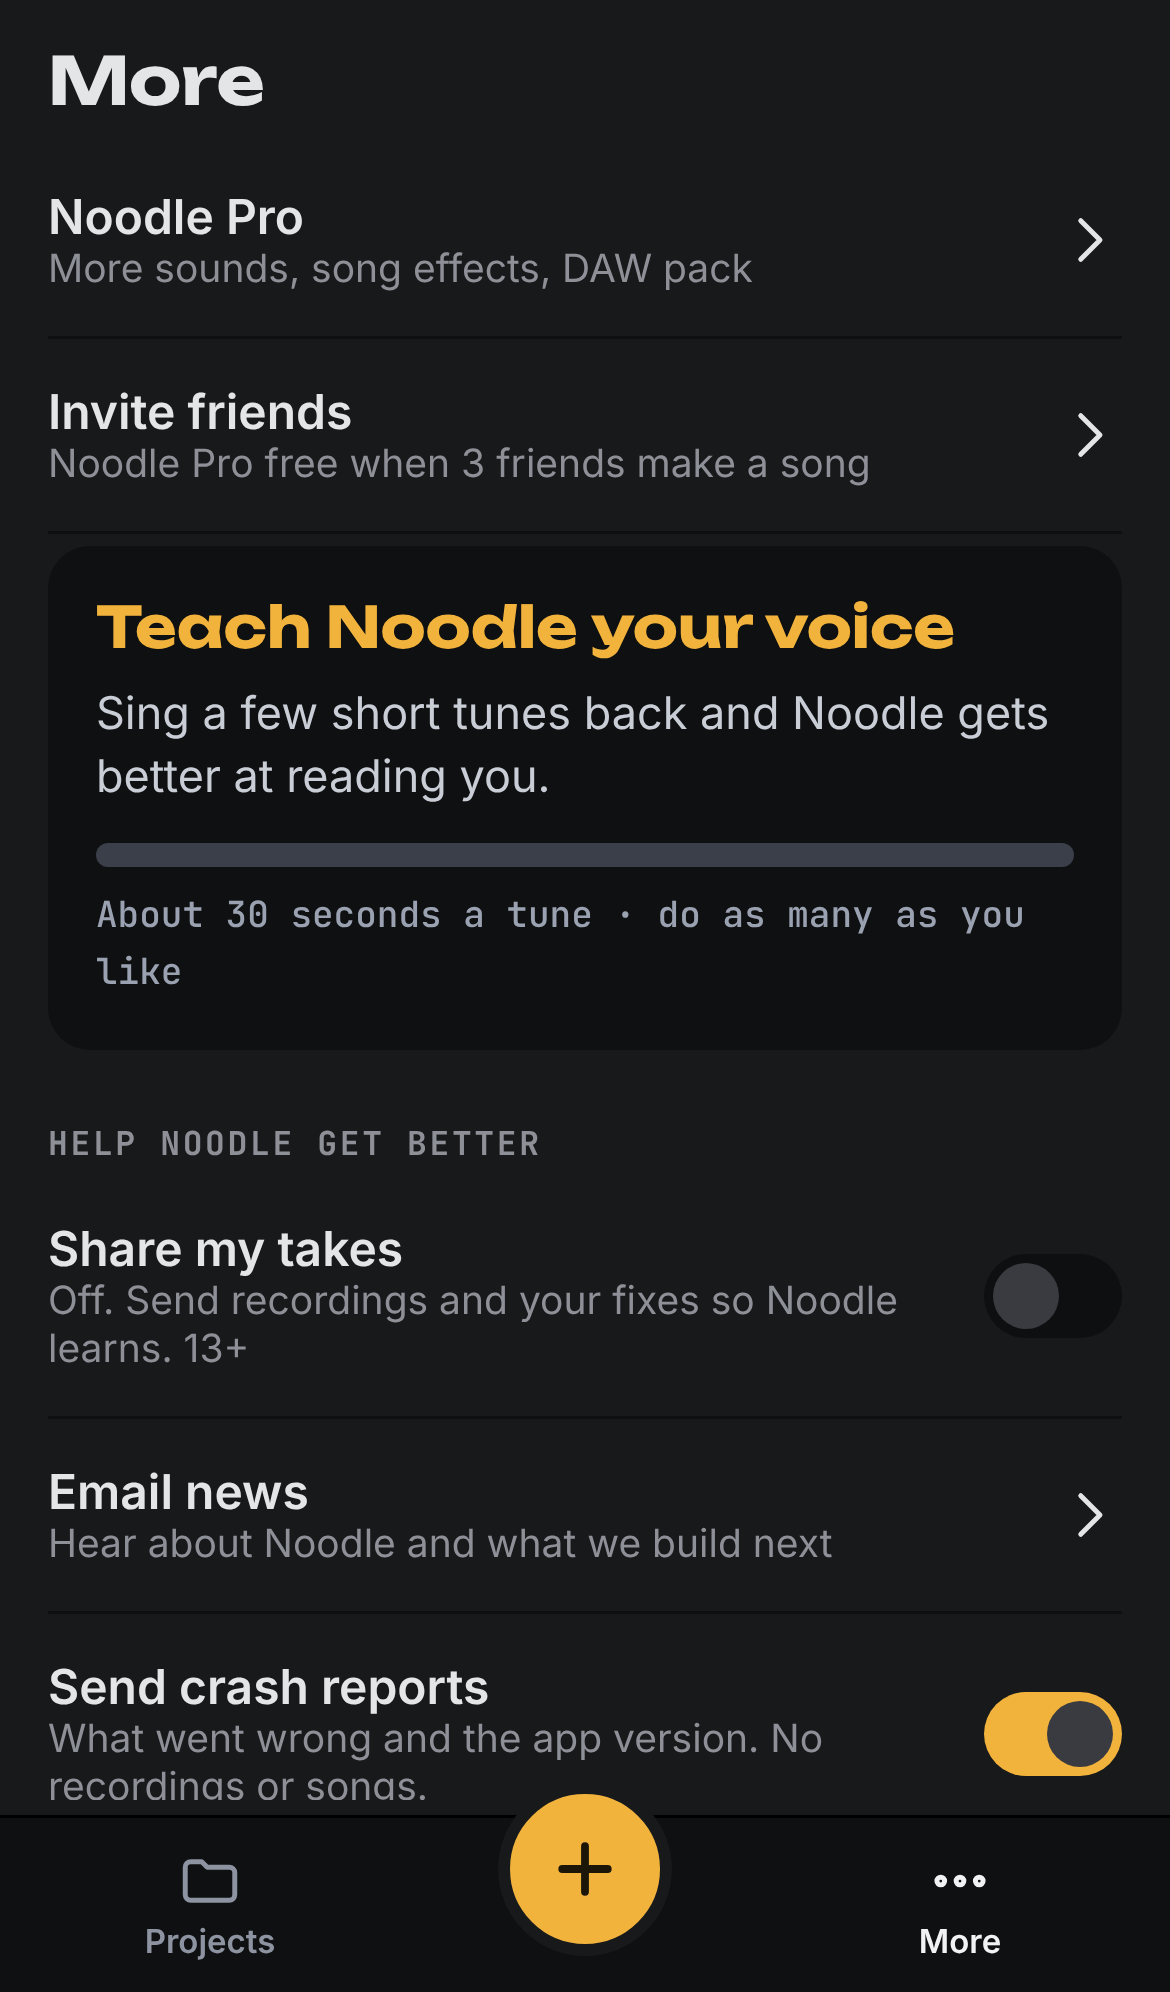 More
Noodle Pro
More sounds, song effects, DAW pack
Invite friends
Noodle Pro free when 3 friends make a song
Teach Noodle your voice
Sing a few short tunes back and Noodle gets
better at reading you.
About 30 seconds a tune · do as many as you
like
HELP NOODLE GET BETTER
Share my takes
Off. Send recordings and your fixes so Noodle
learns. 13+
Email news
Hear about Noodle and what we build next
Send crash reports
What went wrong and the app version. No
recordings or songs.
Projects
More